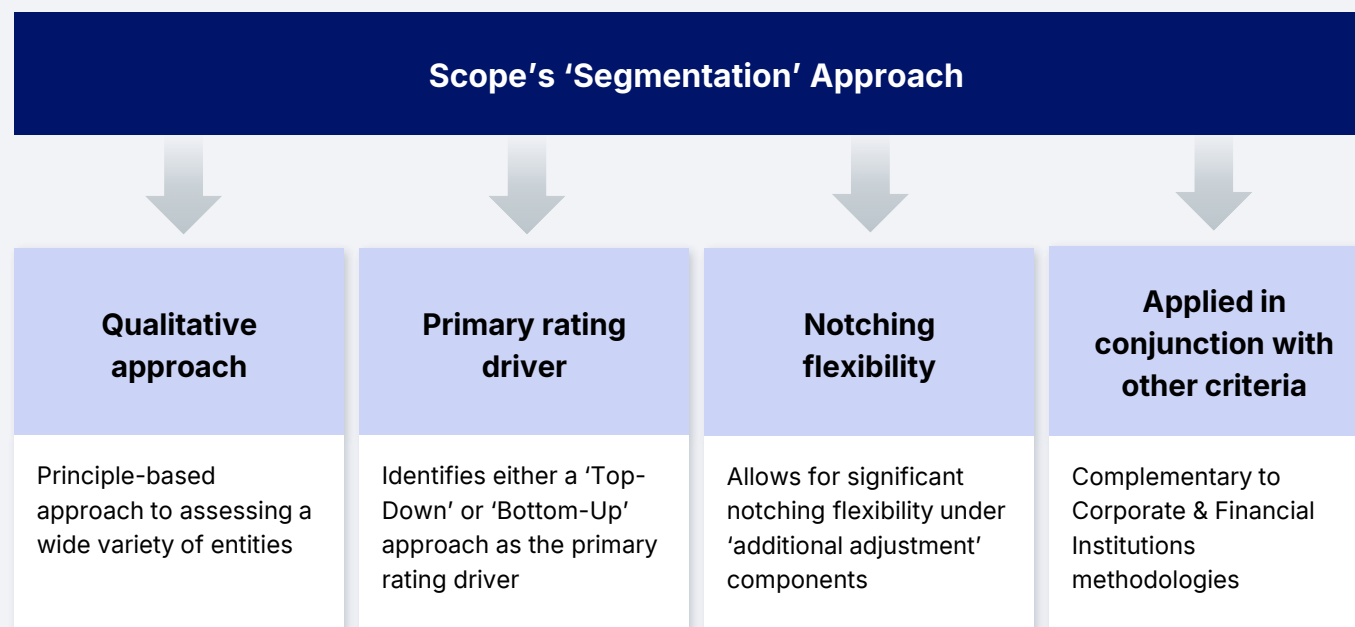 Scope’s ‘Segmentation’ Approach
Qualitative
approach
Principle-based
approach to assessing a
wide variety of entities
Primary rating
driver
Identifies either a ‘Top-
Down’ or ‘Bottom-Up’
approach as the primary
rating driver
Notching
flexibility
Allows for significant
notching flexibility under
‘additional adjustment’
components
Applied in
conjunction with
other criteria
Complementary to
Corporate & Financial
Institutions
methodologies